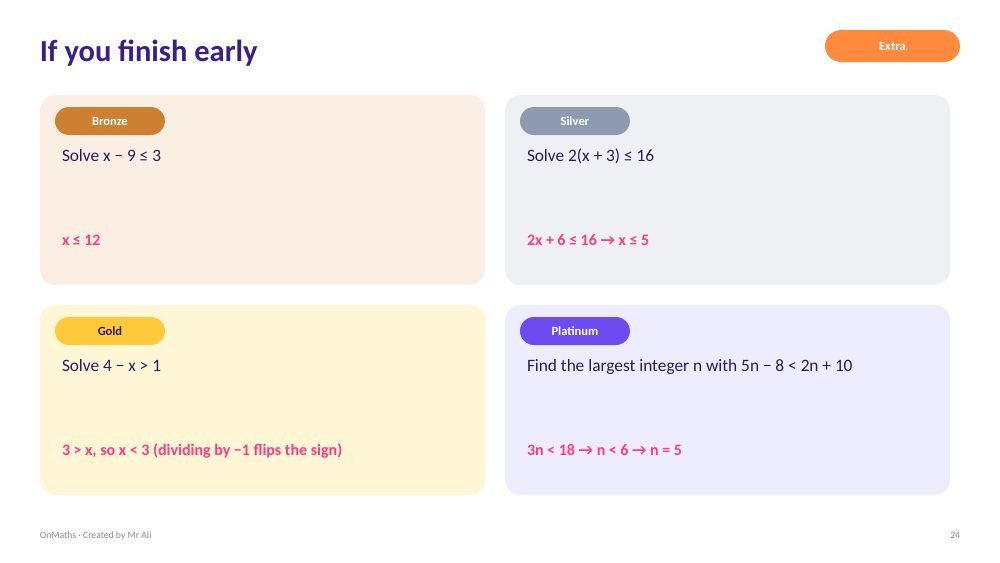 If you finish early
Extra
Bronze
Solve x − 9 ≤ 3
x ≤ 12
Silver
Solve 2(x + 3) ≤ 16
2x + 6 ≤ 16 → x ≤ 5
Gold
Solve 4 − x > 1
3 > x, so x < 3 (dividing by −1 flips the sign)
Platinum
Find the largest integer n with 5n − 8 < 2n + 10
3n < 18 → n < 6 → n = 5
OnMaths · Created by Mr Ali
24